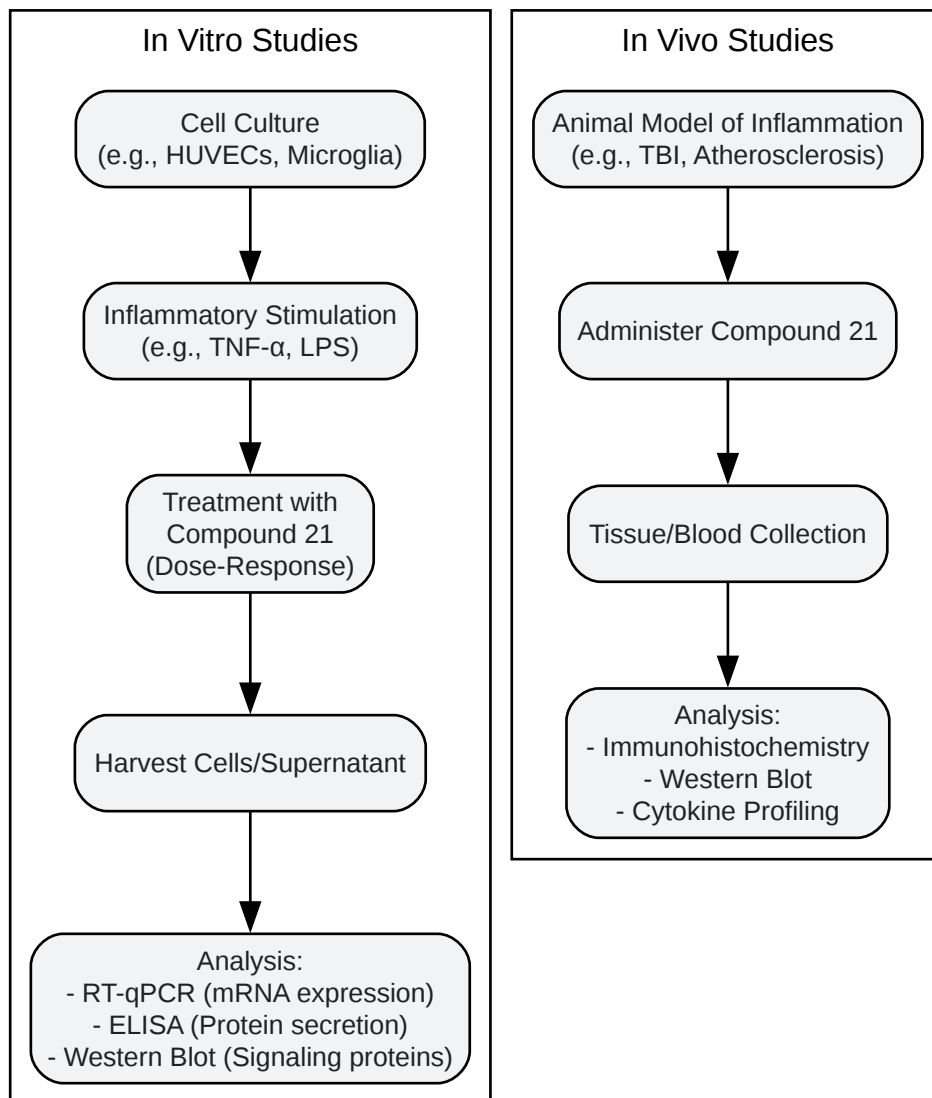 In Vitro Studies
Cell Culture
(e.g., HUVECs, Microglia)
Inflammatory Stimulation
(e.g., TNF-α, LPS)
Treatment with
Compound 21
(Dose-Response)
Harvest Cells/Supernatant
Analysis:
- RT-qPCR (mRNA expression)
- ELISA (Protein secretion)
- Western Blot (Signaling proteins)
In Vivo Studies
Animal Model of Inflammation
(e.g., TBI, Atherosclerosis)
Administer Compound 21
Tissue/Blood Collection
Analysis:
- Immunohistochemistry
- Western Blot
- Cytokine Profiling